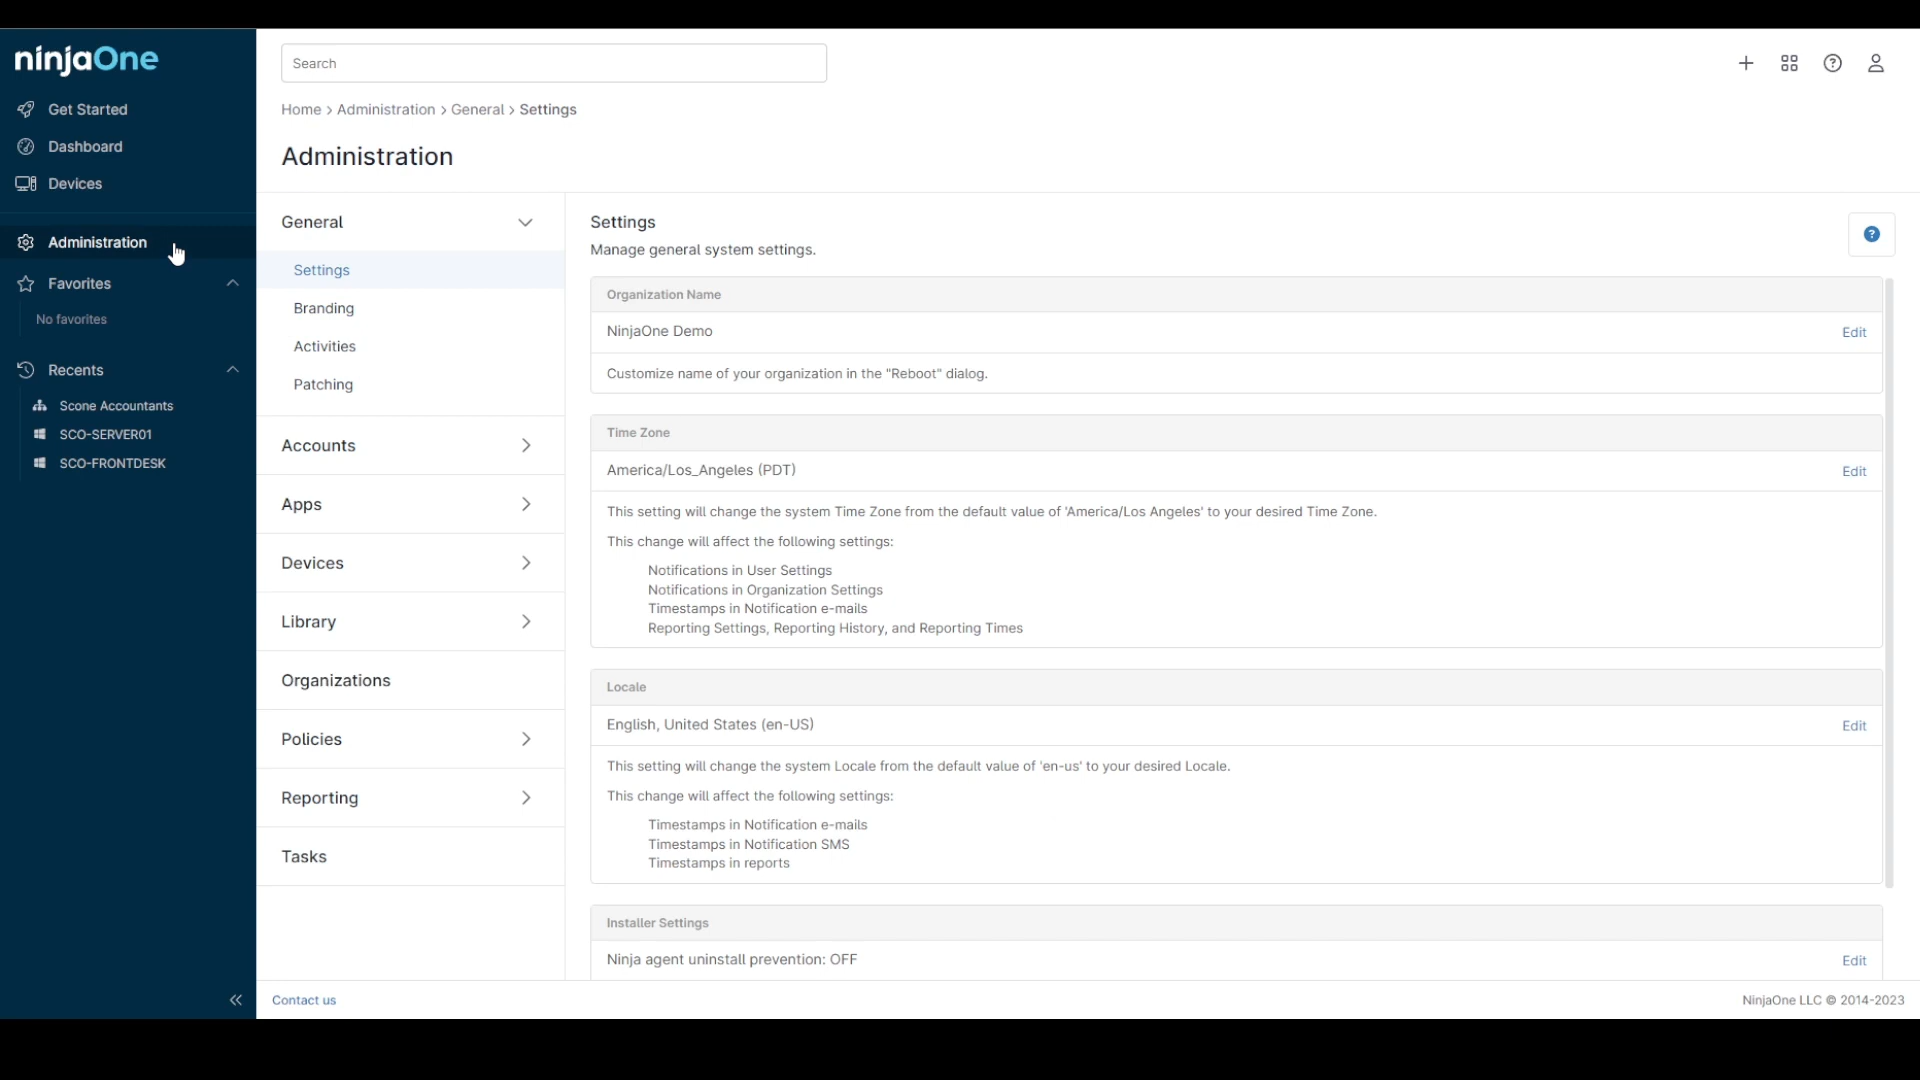 ninjaOne
Get Started
Dashboard
Devices
Administration
Favorites
No favorites
Recents
Scone Accountants
SCO-SERVER01
SCO-FRONTDESK
Search
Home > Administration > General > Settings
Administration
General
Settings
Branding
Activities
Patching
Accounts
Apps
Devices
Library
Organizations
Policies
Reporting
Tasks
Settings
Manage general system settings.
Organization Name
NinjaOne Demo
Edit
Customize name of your organization in the "Reboot" dialog.
Time Zone
America/Los_Angeles (PDT)
Edit
This setting will change the system Time Zone from the default value of 'America/Los Angeles' to your desired Time Zone.
This change will affect the following settings:
Notifications in User Settings
Notifications in Organization Settings
Timestamps in Notification e-mails
Reporting Settings, Reporting History, and Reporting Times
Locale
English, United States (en-US)
Edit
This setting will change the system Locale from the default value of 'en-us' to your desired Locale.
This change will affect the following settings:
Timestamps in Notification e-mails
Timestamps in Notification SMS
Timestamps in reports
Installer Settings
Ninja agent uninstall prevention: OFF
Edit
Contact us
NinjaOne LLC © 2014-2023